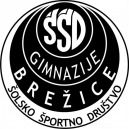 ŠŠD
GIMNAZIJE
BREŽICE
ŠOLSKO ŠPORTNO DRUŠTVO